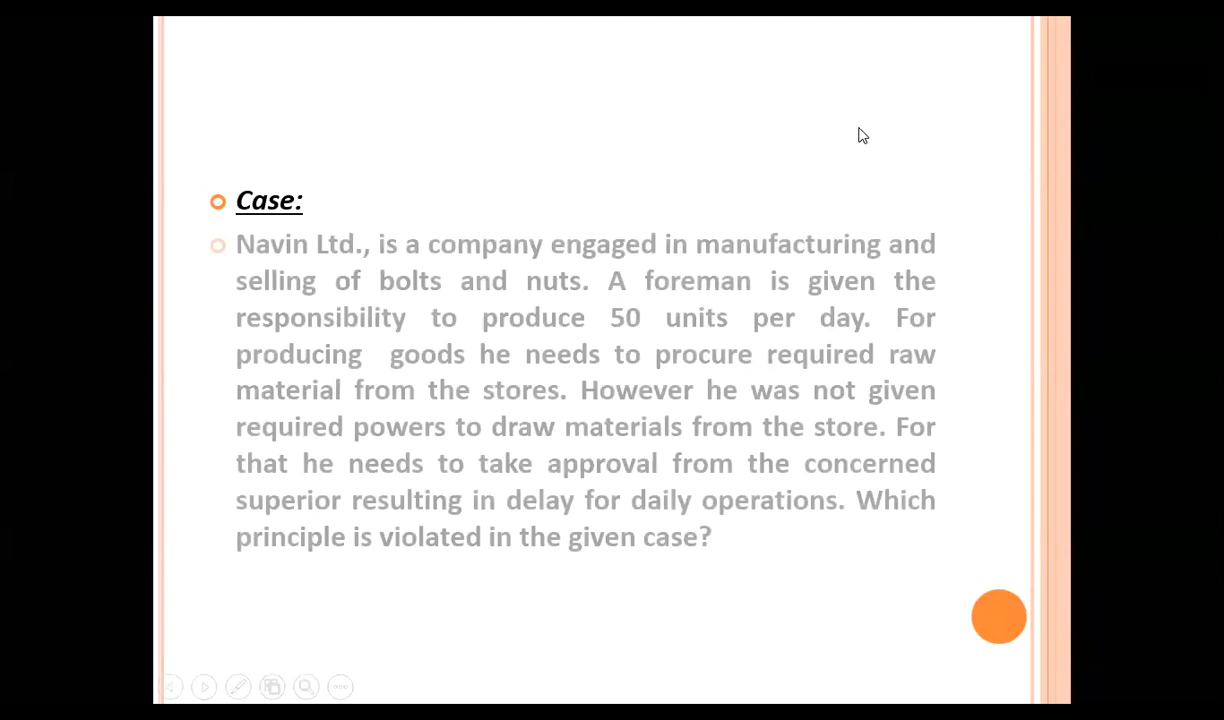 Case:
Navin Ltd., is a company engaged in manufacturing and
selling of bolts and nuts. A foreman is given the
responsibility to produce 50 units per day. For
producing goods he needs to procure required raw
material from the stores. However he was not given
required powers to draw materials from the store. For
that he needs to take approval from the concerned
superior resulting in delay for daily operations. Which
principle is violated in the given case?